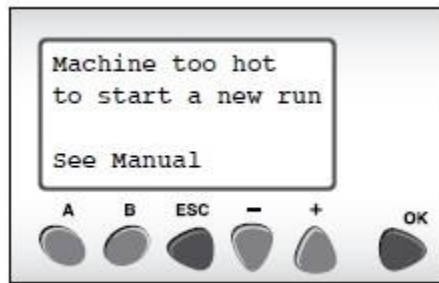 Machine too hot
to start a new run
See Manual
A B ESC − + OK